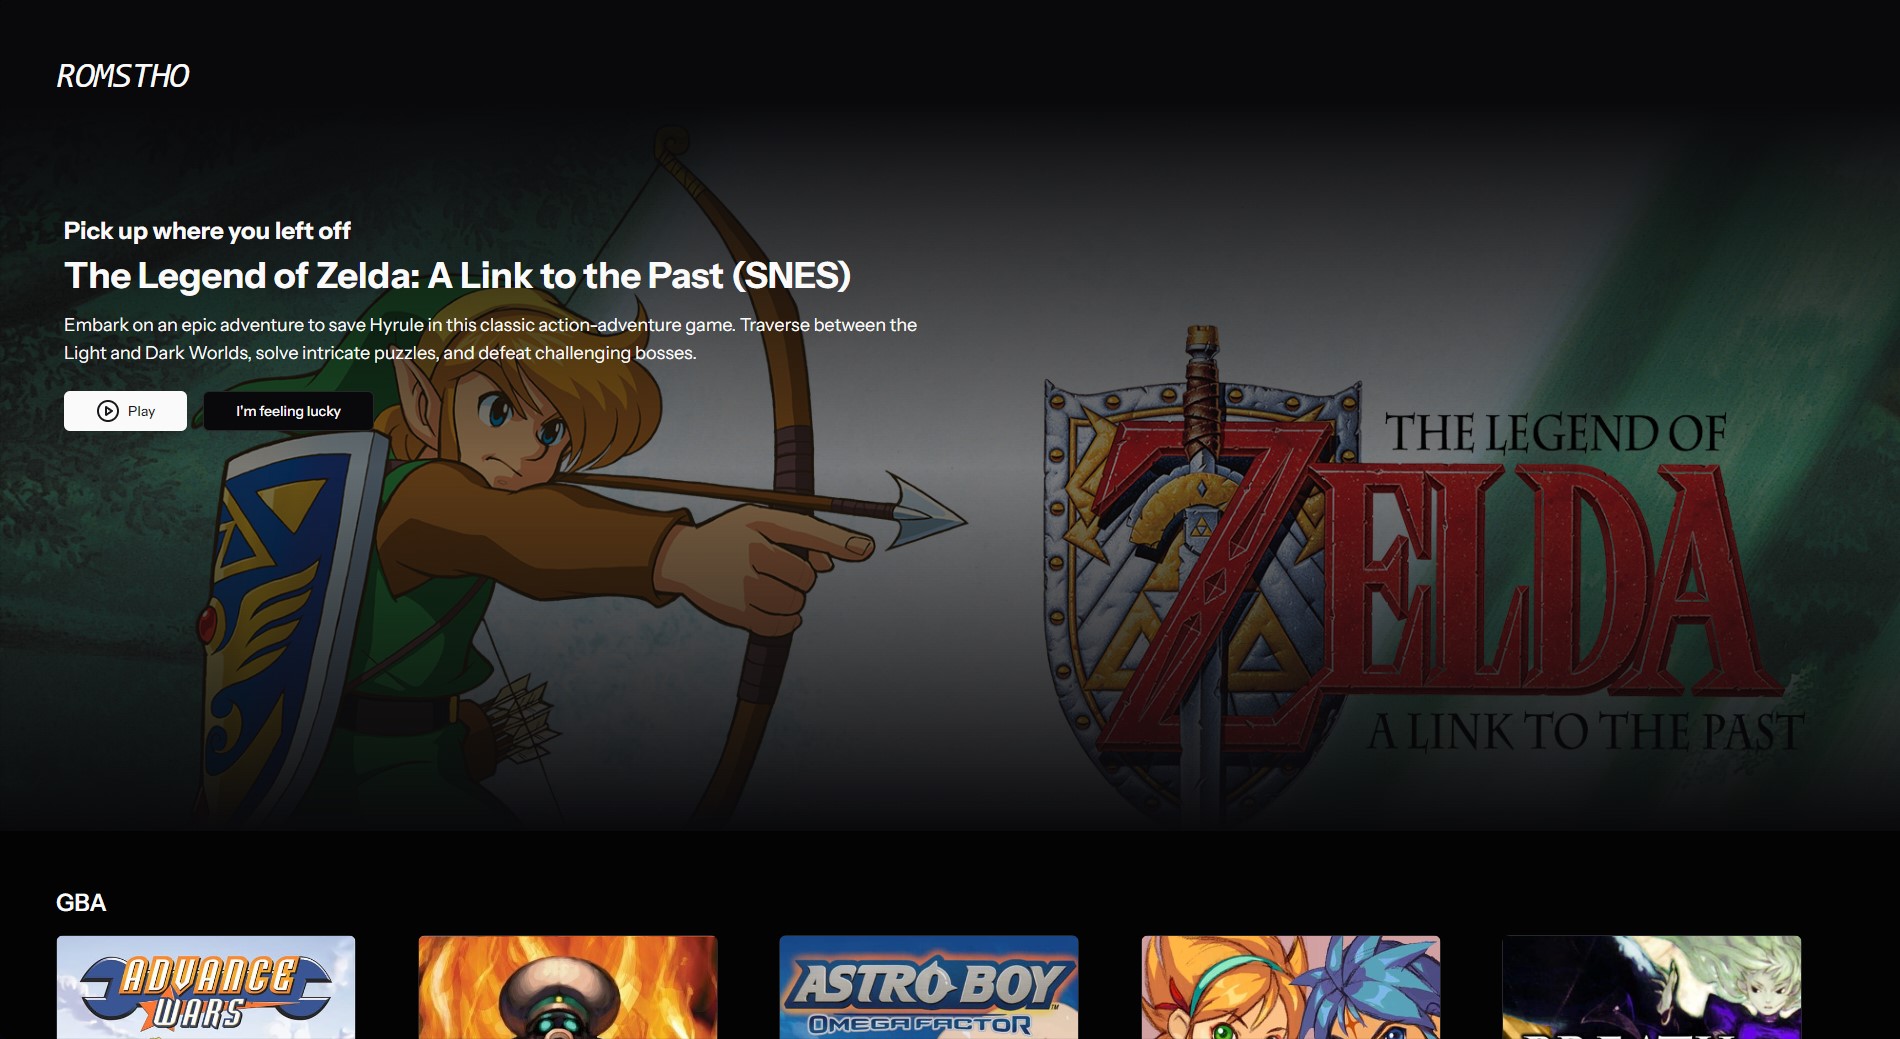 ROMSTHO
Pick up where you left off
The Legend of Zelda: A Link to the Past (SNES)
Embark on an epic adventure to save Hyrule in this classic action-adventure game. Traverse between the
Light and Dark Worlds, solve intricate puzzles, and defeat challenging bosses.
Play
I'm feeling lucky
THE LEGEND OF
ZELDA
A LINK TO THE PAST
GBA
ADVANCE
WARS
ASTRO BOY
OMEGA FACTOR
BREATH